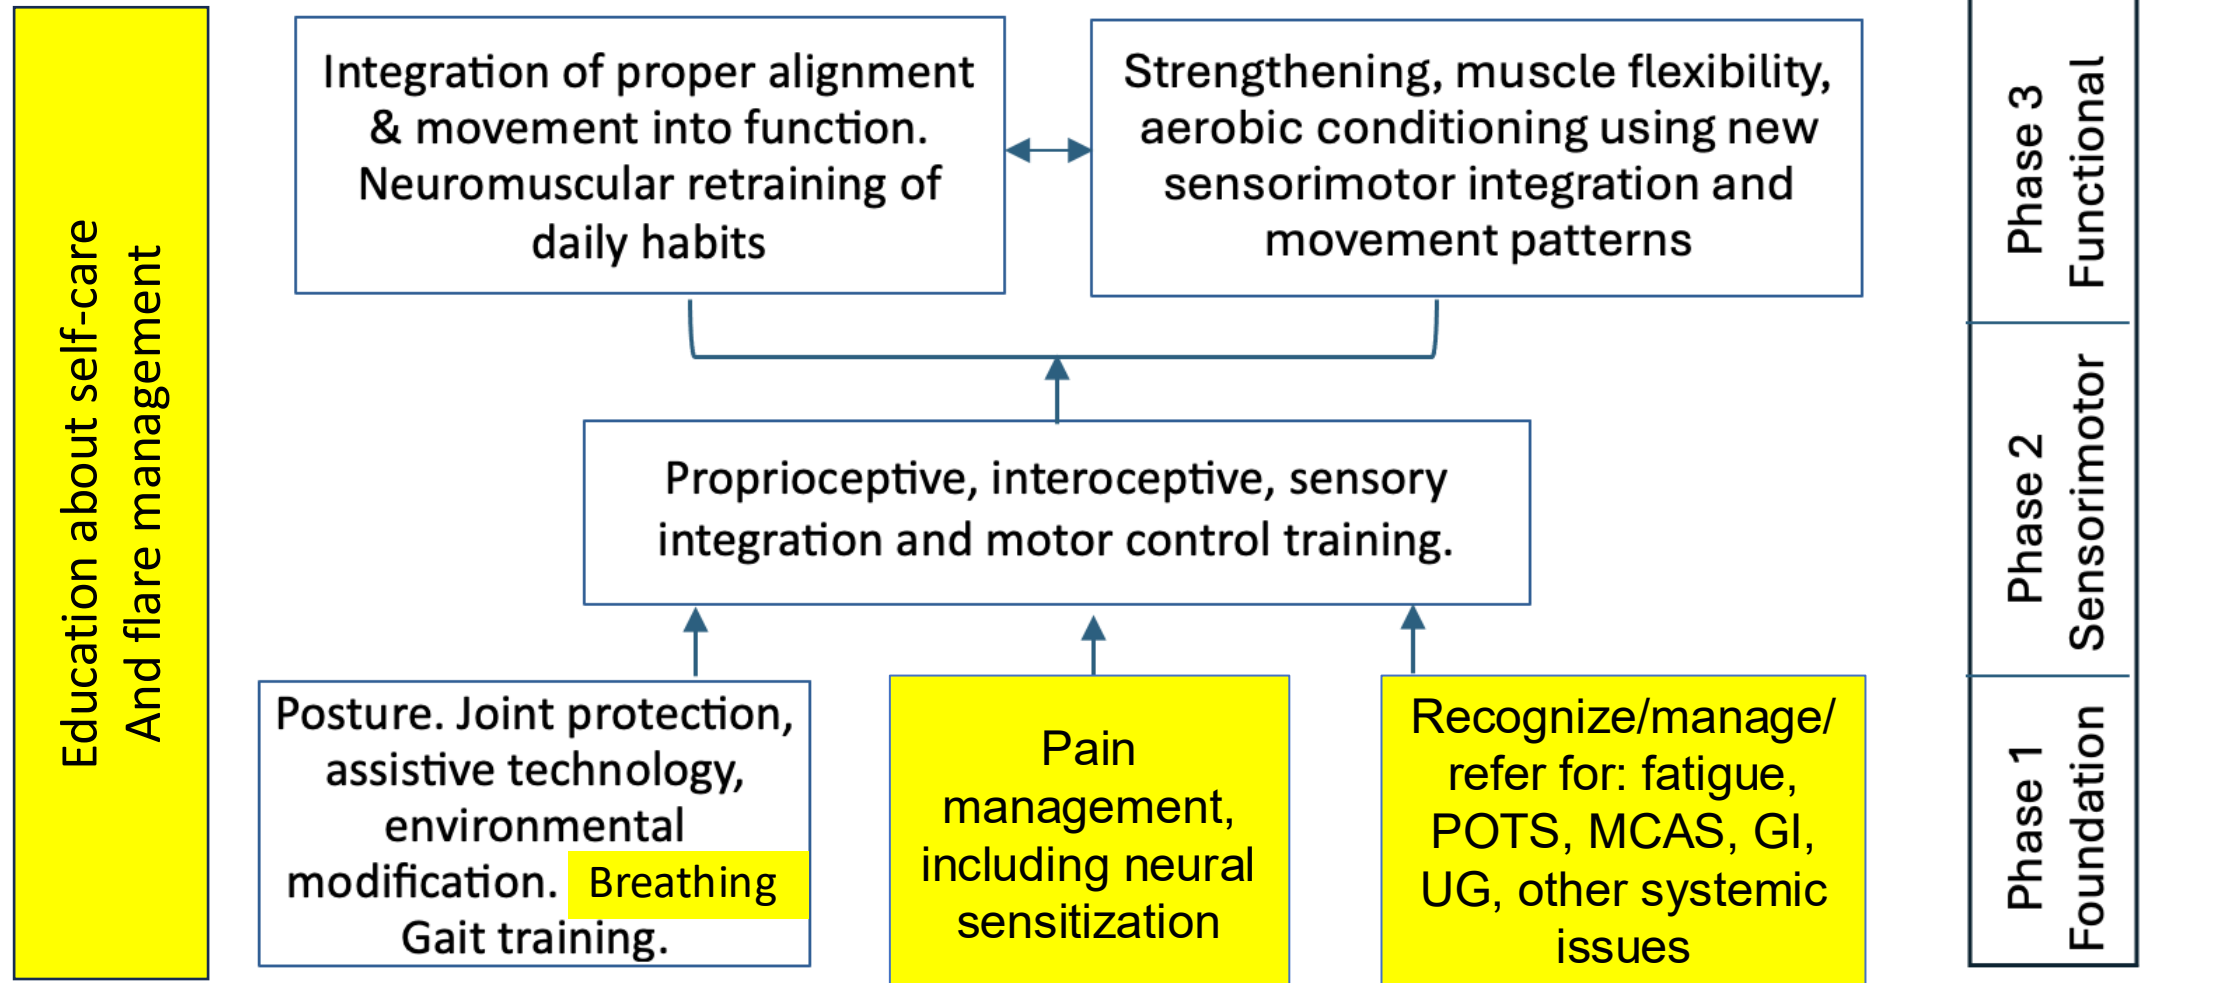 Education about self-care
And flare management
Integration of proper alignment
& movement into function.
Neuromuscular retraining of
daily habits
Strengthening, muscle flexibility,
aerobic conditioning using new
sensorimotor integration and
movement patterns
Phase 3
Functional
Proprioceptive, interoceptive, sensory
integration and motor control training.
Phase 2
Sensorimotor
Posture. Joint protection,
assistive technology,
environmental
modification. Breathing
Gait training.
Pain
management,
including neural
sensitization
Recognize/manage/
refer for: fatigue,
POTS, MCAS, GI,
UG, other systemic
issues
Phase 1
Foundation